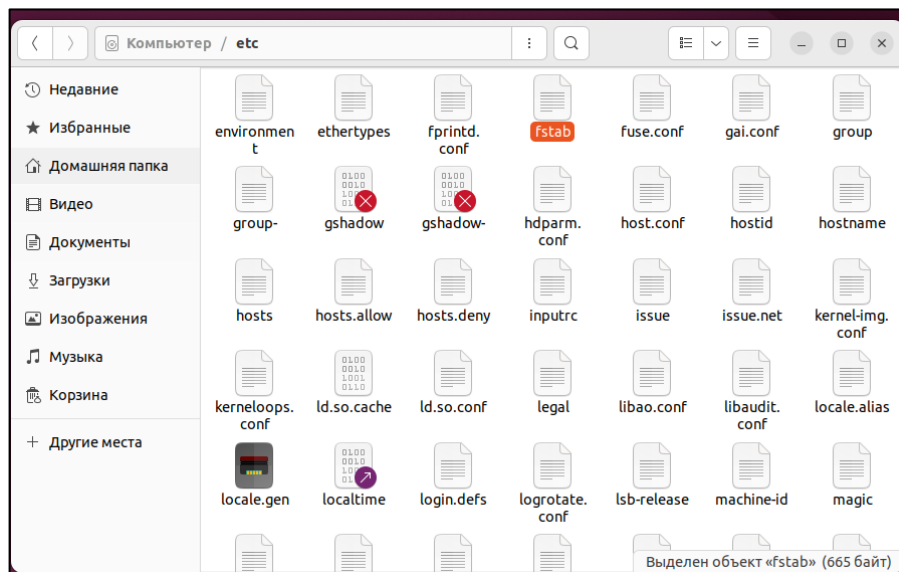 Компьютер / etc
Недавние
Избранные
Домашняя папка
Видео
Документы
Загрузки
Изображения
Музыка
Корзина
+ Другие места
environmen
t
ethertypes
fprintd.
conf
fstab
fuse.conf
gai.conf
group
group-
gshadow
gshadow-
hdparm.
conf
host.conf
hostid
hostname
hosts
hosts.allow
hosts.deny
inputrc
issue
issue.net
kernel-img.
conf
kerneloops.
conf
ld.so.cache
ld.so.conf
legal
libao.conf
libaudit.
conf
locale.alias
locale.gen
localtime
login.defs
logrotate.
conf
lsb-release
machine-id
magic
Выделен объект «fstab» (665 байт)